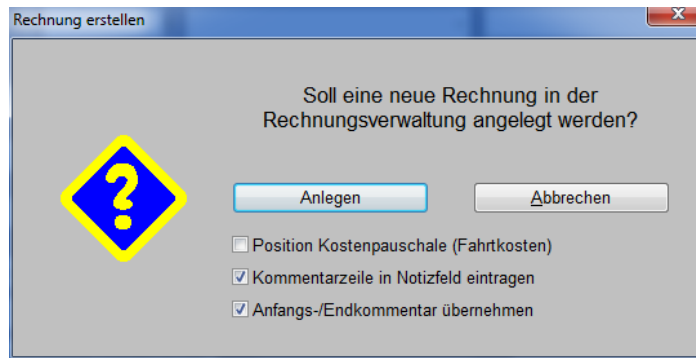 Rechnung erstellen
Soll eine neue Rechnung in der
Rechnungsverwaltung angelegt werden?
Anlegen
Abbrechen
Position Kostenpauschale (Fahrtkosten)
Kommentarzeile in Notizfeld eintragen
Anfangs-/Endkommentar übernehmen